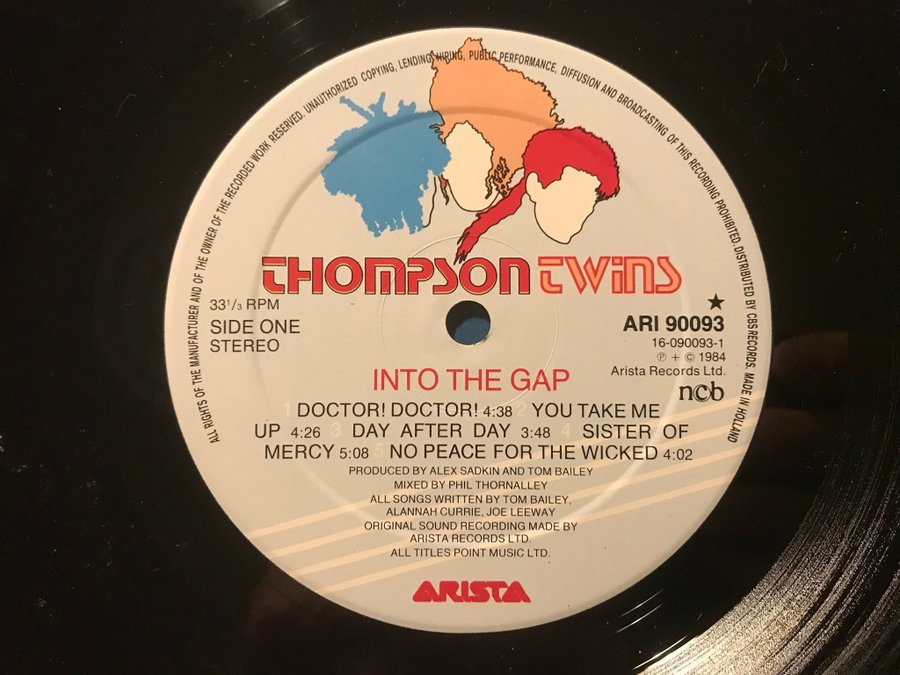 ALL RIGHTS OF THE MANUFACTURER AND OF THE OWNER OF THE RECORDED WORK RESERVED. UNAUTHORIZED COPYING, LENDING, HIRING, PUBLIC PERFORMANCE, DIFFUSION AND BROADCASTING OF THIS RECORDING PROHIBITED. DISTRIBUTED BY CBS RECORDS. MADE IN HOLLAND
THOMPSON TWINS
33 1/3 RPM
SIDE ONE
STEREO
★
ARI 90093
16-090093-1
℗ + © 1984
Arista Records Ltd.
ncb
INTO THE GAP
DOCTOR! DOCTOR! 4:38 YOU TAKE ME
UP 4:26 DAY AFTER DAY 3:48 SISTER OF
MERCY 5:08 NO PEACE FOR THE WICKED 4:02
PRODUCED BY ALEX SADKIN AND TOM BAILEY
MIXED BY PHIL THORNALLEY
ALL SONGS WRITTEN BY TOM BAILEY,
ALANNAH CURRIE, JOE LEEWAY
ORIGINAL SOUND RECORDING MADE BY
ARISTA RECORDS LTD.
ALL TITLES POINT MUSIC LTD.
ARISTA